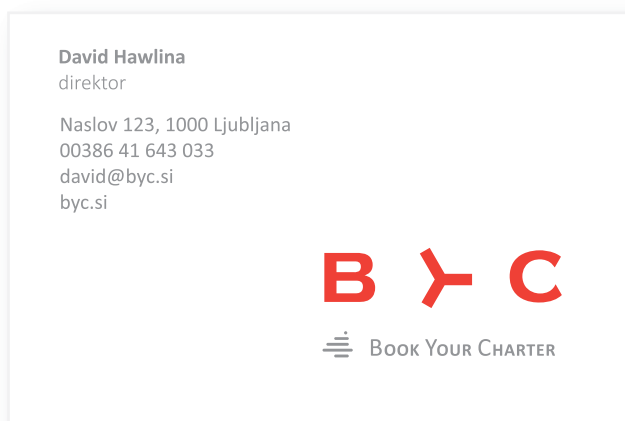 David Hawlina
direktor
Naslov 123, 1000 Ljubljana
00386 41 643 033
david@byc.si
byc.si
B Y C
Book Your Charter